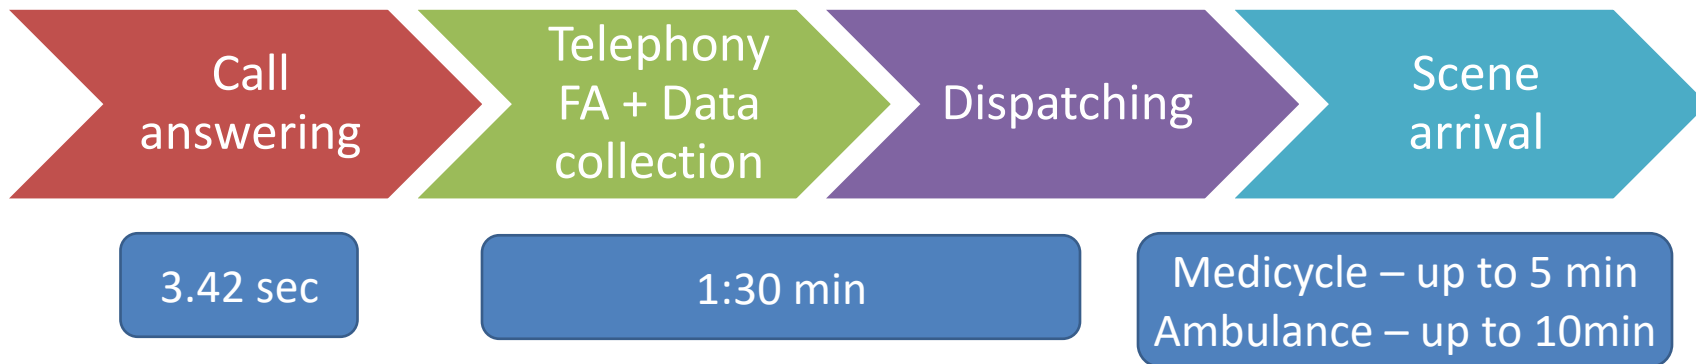 Call
answering
Telephony
FA + Data
collection
Dispatching
Scene
arrival
3.42 sec
1:30 min
Medicycle – up to 5 min
Ambulance – up to 10min